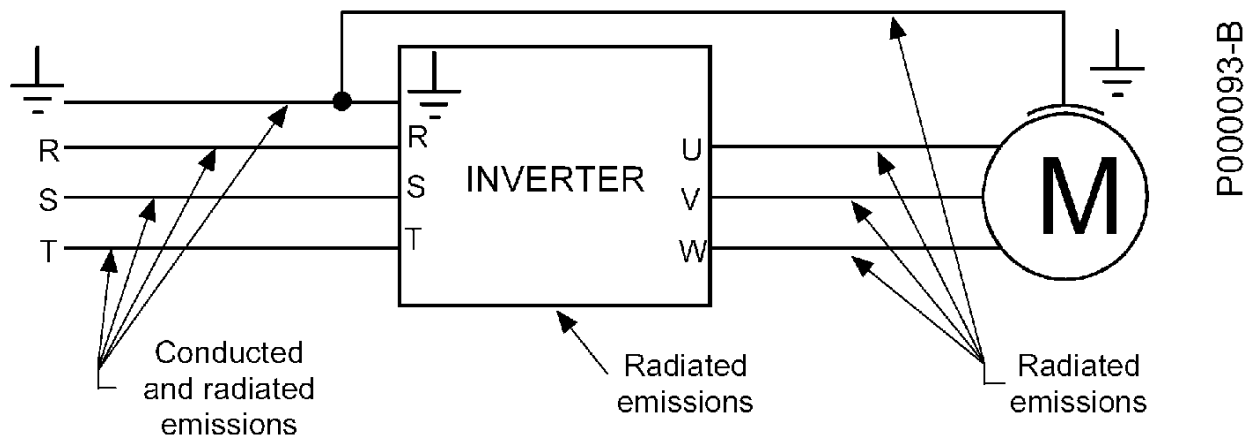 P000093-B
R
S
T
R
S
T
INVERTER
U
V
W
M
Conducted
and radiated
emissions
Radiated
emissions
Radiated
emissions